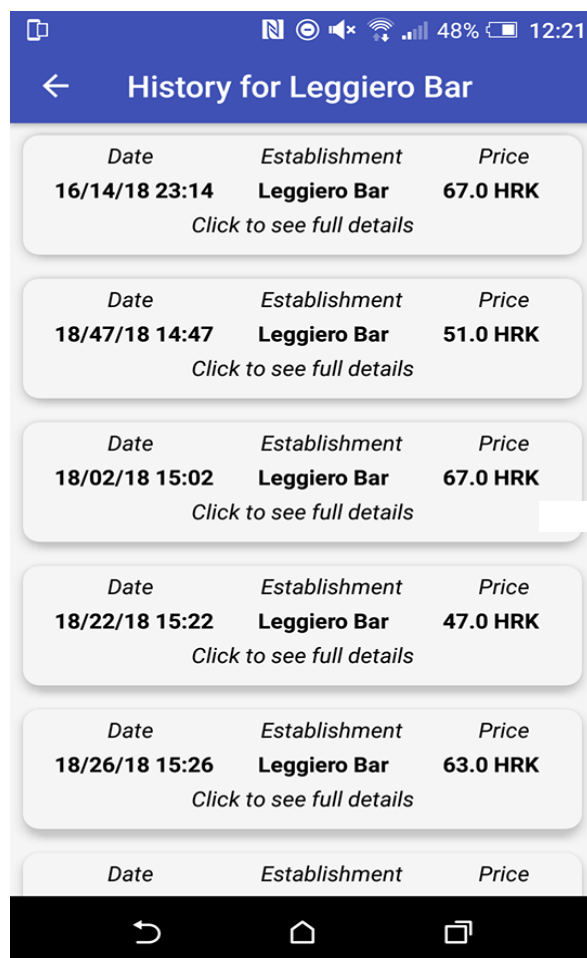 48% 12:21
History for Leggiero Bar
Date Establishment Price
16/14/18 23:14 Leggiero Bar 67.0 HRK
Click to see full details
Date Establishment Price
18/47/18 14:47 Leggiero Bar 51.0 HRK
Click to see full details
Date Establishment Price
18/02/18 15:02 Leggiero Bar 67.0 HRK
Click to see full details
Date Establishment Price
18/22/18 15:22 Leggiero Bar 47.0 HRK
Click to see full details
Date Establishment Price
18/26/18 15:26 Leggiero Bar 63.0 HRK
Click to see full details
Date Establishment Price